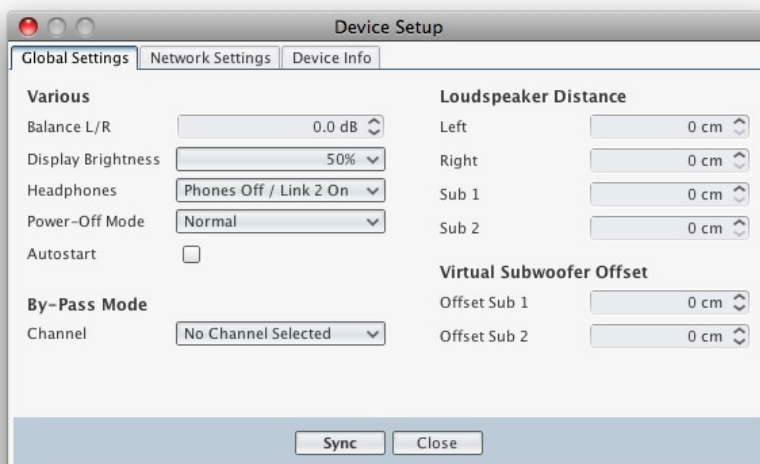 Device Setup
Global Settings
Network Settings
Device Info
Various
Balance L/R
0.0 dB
Display Brightness
50%
Headphones
Phones Off / Link 2 On
Power-Off Mode
Normal
Autostart
By-Pass Mode
Channel
No Channel Selected
Loudspeaker Distance
Left
0 cm
Right
0 cm
Sub 1
0 cm
Sub 2
0 cm
Virtual Subwoofer Offset
Offset Sub 1
0 cm
Offset Sub 2
0 cm
Sync
Close